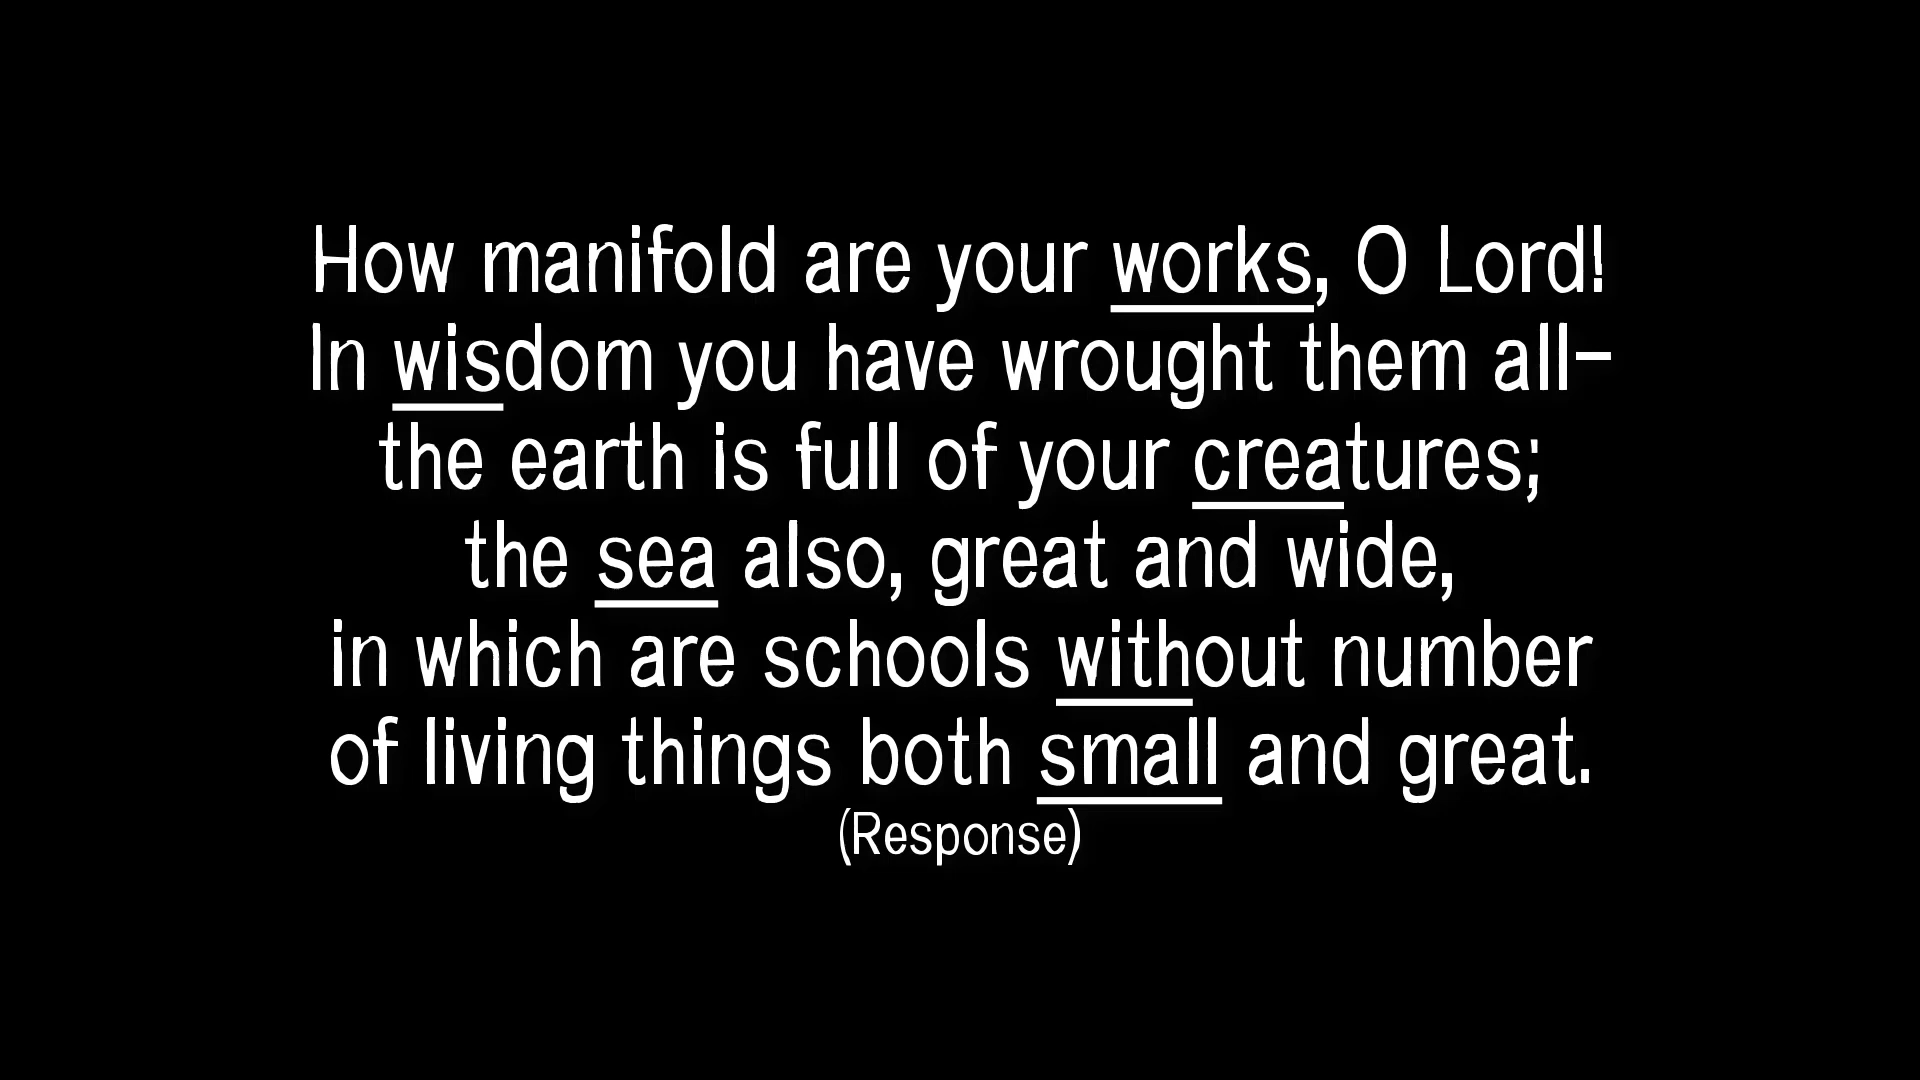 How manifold are your works, O Lord!
In wisdom you have wrought them all–
the earth is full of your creatures;
the sea also, great and wide,
in which are schools without number
of living things both small and great.
(Response)